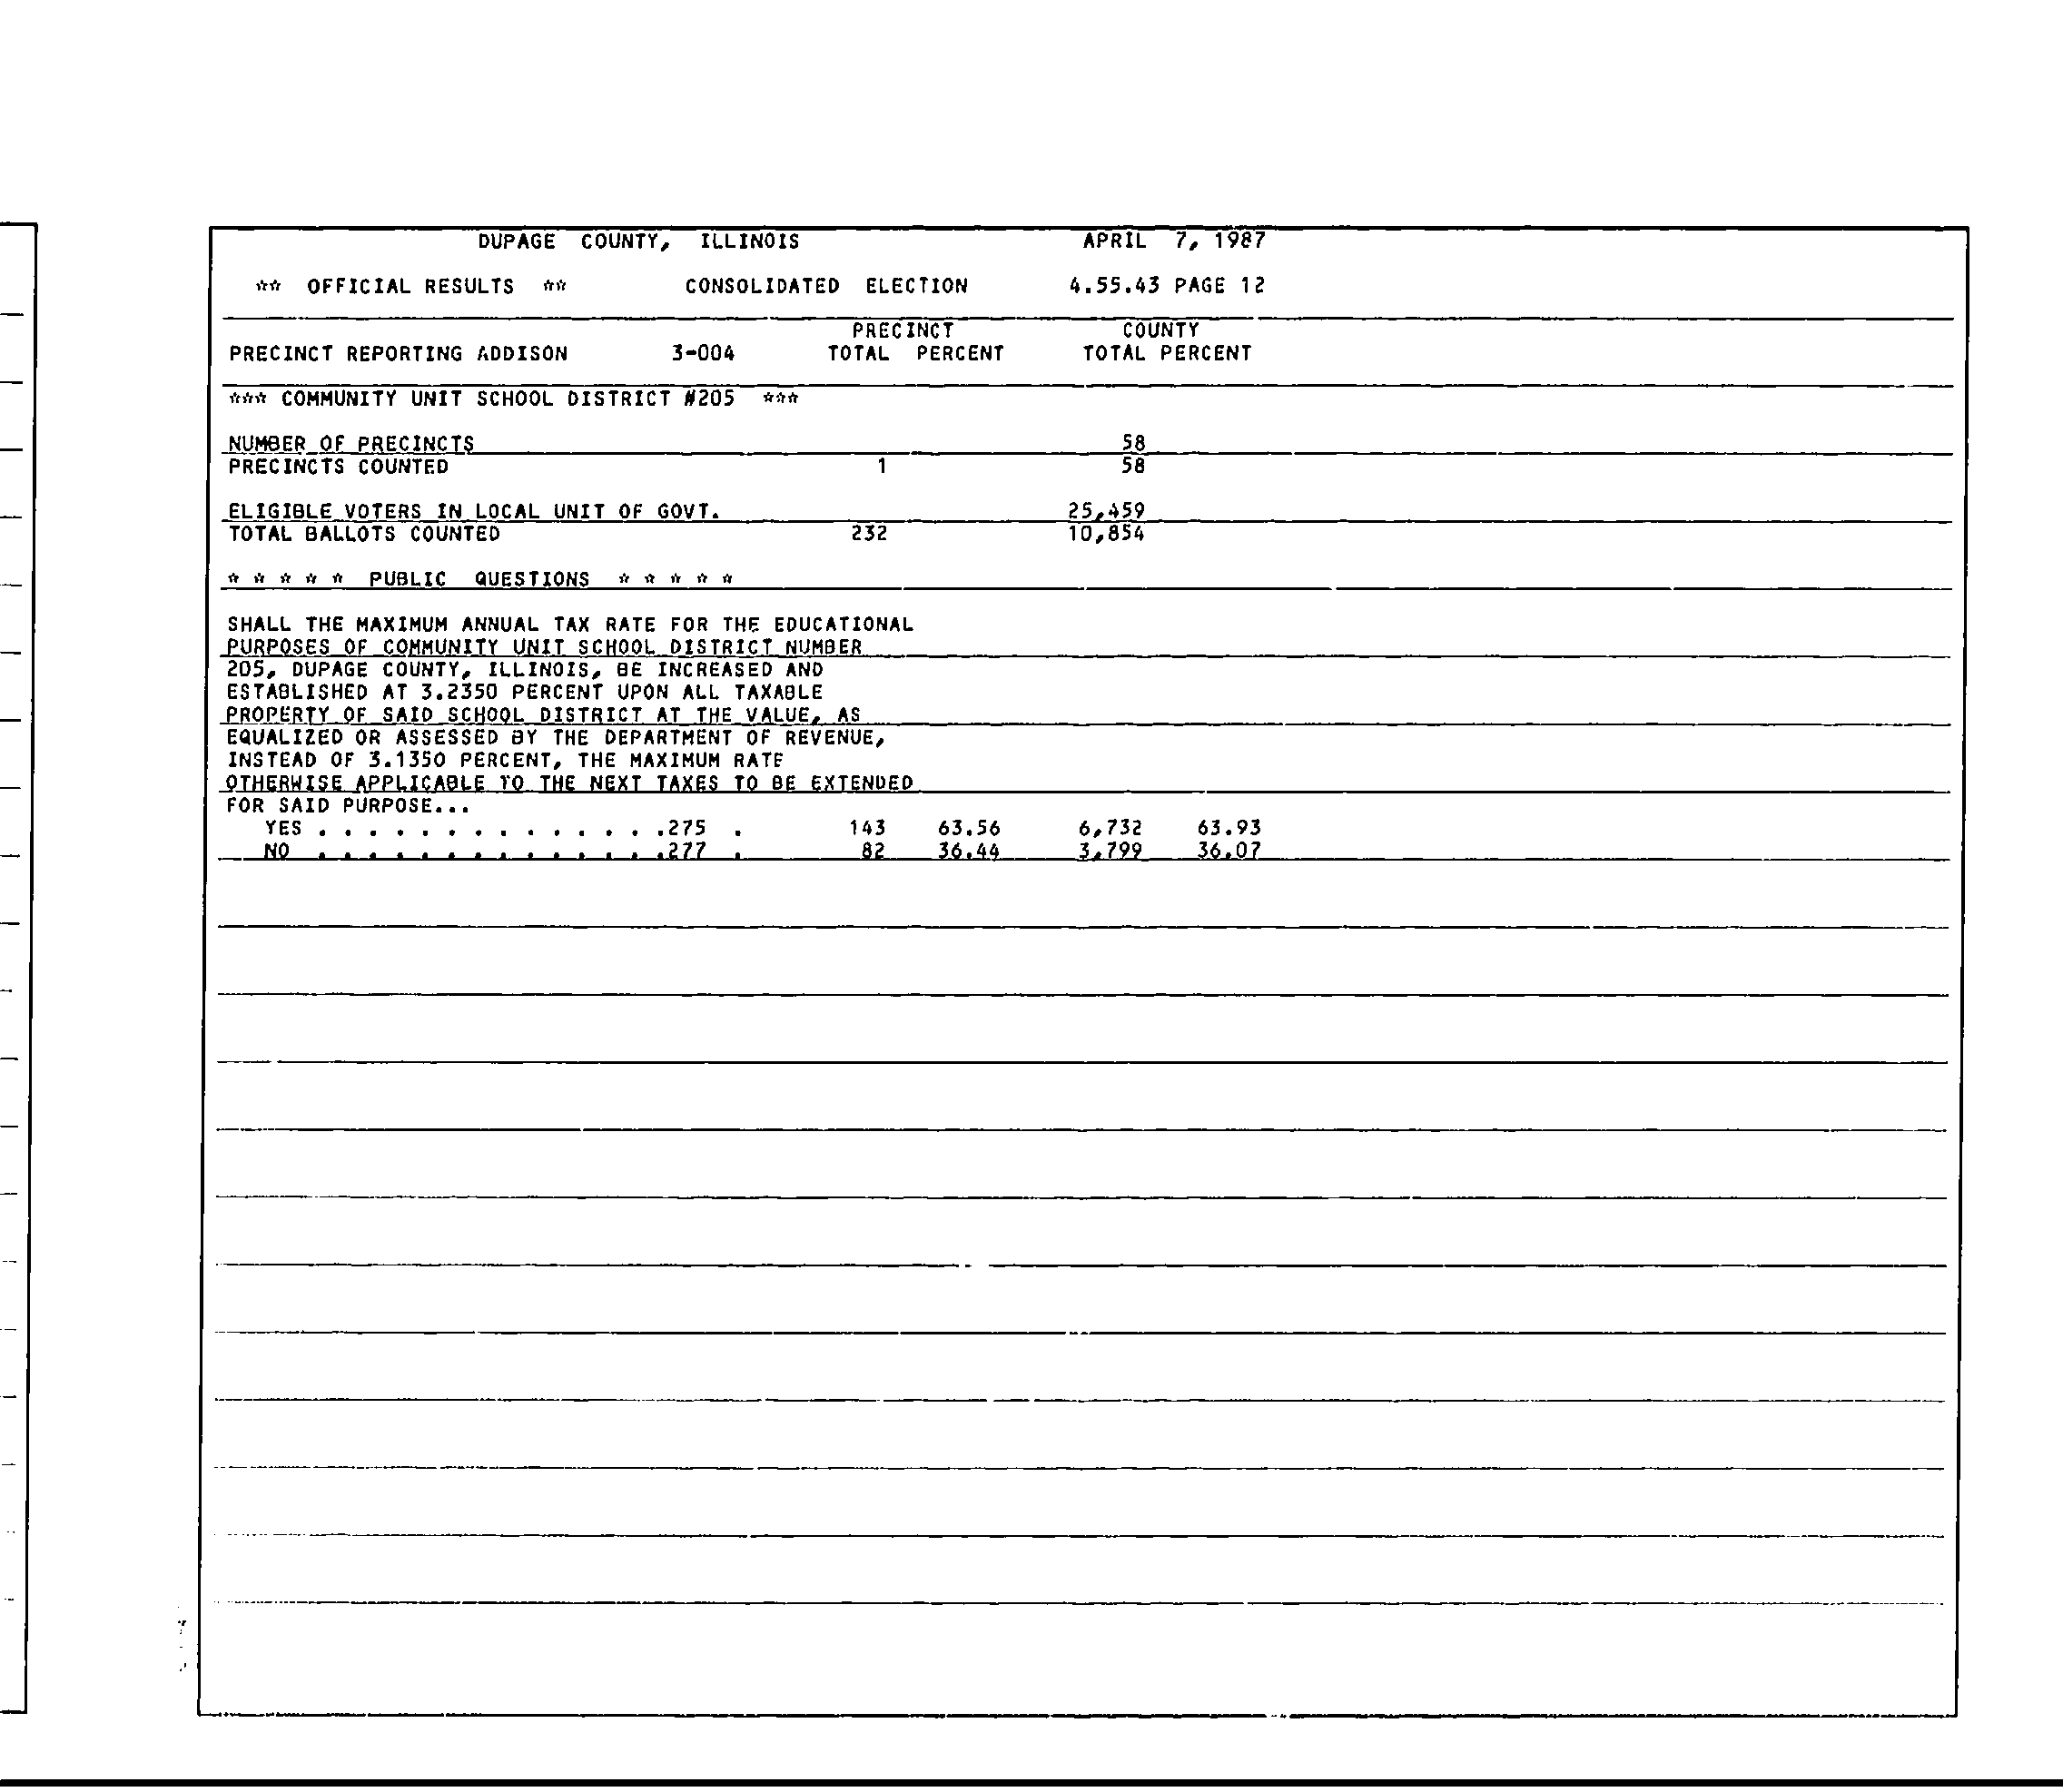 DUPAGE COUNTY, ILLINOIS APRIL 7, 1987
** OFFICIAL RESULTS ** CONSOLIDATED ELECTION 4.55.43 PAGE 12
PRECINCT COUNTY
PRECINCT REPORTING ADDISON 3-004 TOTAL PERCENT TOTAL PERCENT
*** COMMUNITY UNIT SCHOOL DISTRICT #205 ***
NUMBER OF PRECINCTS 58
PRECINCTS COUNTED 1 58
ELIGIBLE VOTERS IN LOCAL UNIT OF GOVT. 25,459
TOTAL BALLOTS COUNTED 232 10,854
* * * * * PUBLIC QUESTIONS * * * * *
SHALL THE MAXIMUM ANNUAL TAX RATE FOR THE EDUCATIONAL
PURPOSES OF COMMUNITY UNIT SCHOOL DISTRICT NUMBER
205, DUPAGE COUNTY, ILLINOIS, BE INCREASED AND
ESTABLISHED AT 3.2350 PERCENT UPON ALL TAXABLE
PROPERTY OF SAID SCHOOL DISTRICT AT THE VALUE, AS
EQUALIZED OR ASSESSED BY THE DEPARTMENT OF REVENUE,
INSTEAD OF 3.1350 PERCENT, THE MAXIMUM RATE
OTHERWISE APPLICABLE TO THE NEXT TAXES TO BE EXTENDED
FOR SAID PURPOSE...
YES . . . . . . . . . . . . . .275 . 143 63.56 6,732 63.93
NO . . . . . . . . . . . . . .277 . 82 36.44 3,799 36.07